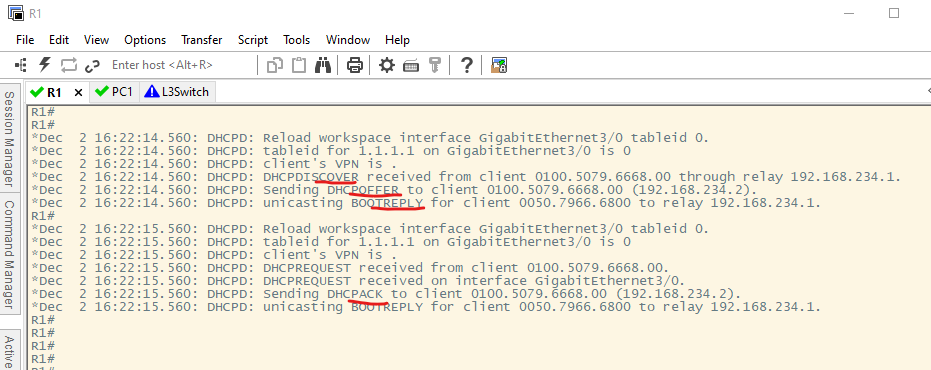 R1
File Edit View Options Transfer Script Tools Window Help
Enter host <Alt+R>
Session Manager
Command Manager
Active
R1 × PC1 L3Switch
R1#
R1#
*Dec  2 16:22:14.560: DHCPD: Reload workspace interface GigabitEthernet3/0 tableid 0.
*Dec  2 16:22:14.560: DHCPD: tableid for 1.1.1.1 on GigabitEthernet3/0 is 0
*Dec  2 16:22:14.560: DHCPD: client's VPN is .
*Dec  2 16:22:14.560: DHCPD: DHCPDISCOVER received from client 0100.5079.6668.00 through relay 192.168.234.1.
*Dec  2 16:22:14.560: DHCPD: Sending DHCPOFFER to client 0100.5079.6668.00 (192.168.234.2).
*Dec  2 16:22:14.560: DHCPD: unicasting BOOTREPLY for client 0050.7966.6800 to relay 192.168.234.1.
R1#
*Dec  2 16:22:15.560: DHCPD: Reload workspace interface GigabitEthernet3/0 tableid 0.
*Dec  2 16:22:15.560: DHCPD: tableid for 1.1.1.1 on GigabitEthernet3/0 is 0
*Dec  2 16:22:15.560: DHCPD: client's VPN is .
*Dec  2 16:22:15.560: DHCPD: DHCPREQUEST received from client 0100.5079.6668.00.
*Dec  2 16:22:15.560: DHCPD: DHCPREQUEST received on interface GigabitEthernet3/0.
*Dec  2 16:22:15.560: DHCPD: Sending DHCPACK to client 0100.5079.6668.00 (192.168.234.2).
*Dec  2 16:22:15.560: DHCPD: unicasting BOOTREPLY for client 0050.7966.6800 to relay 192.168.234.1.
R1#
R1#
R1#
R1#
R1#